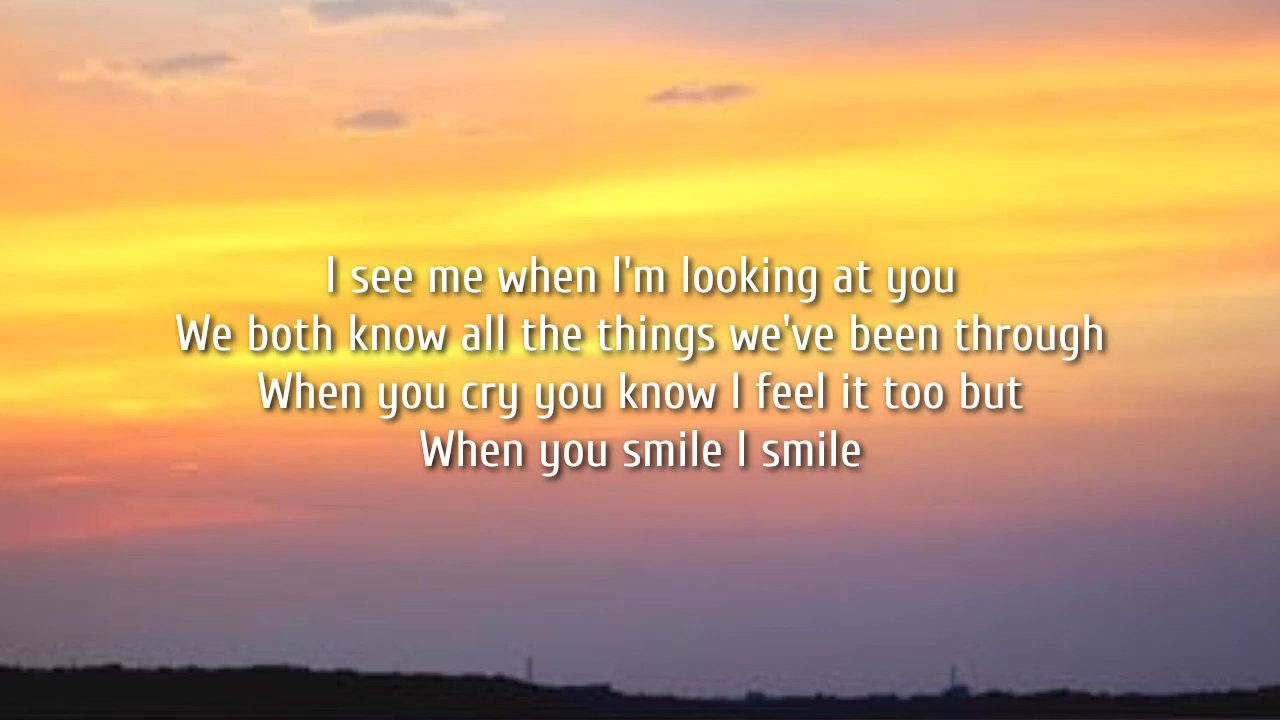 I see me when I'm looking at you
We both know all the things we've been through
When you cry you know I feel it too but
When you smile I smile